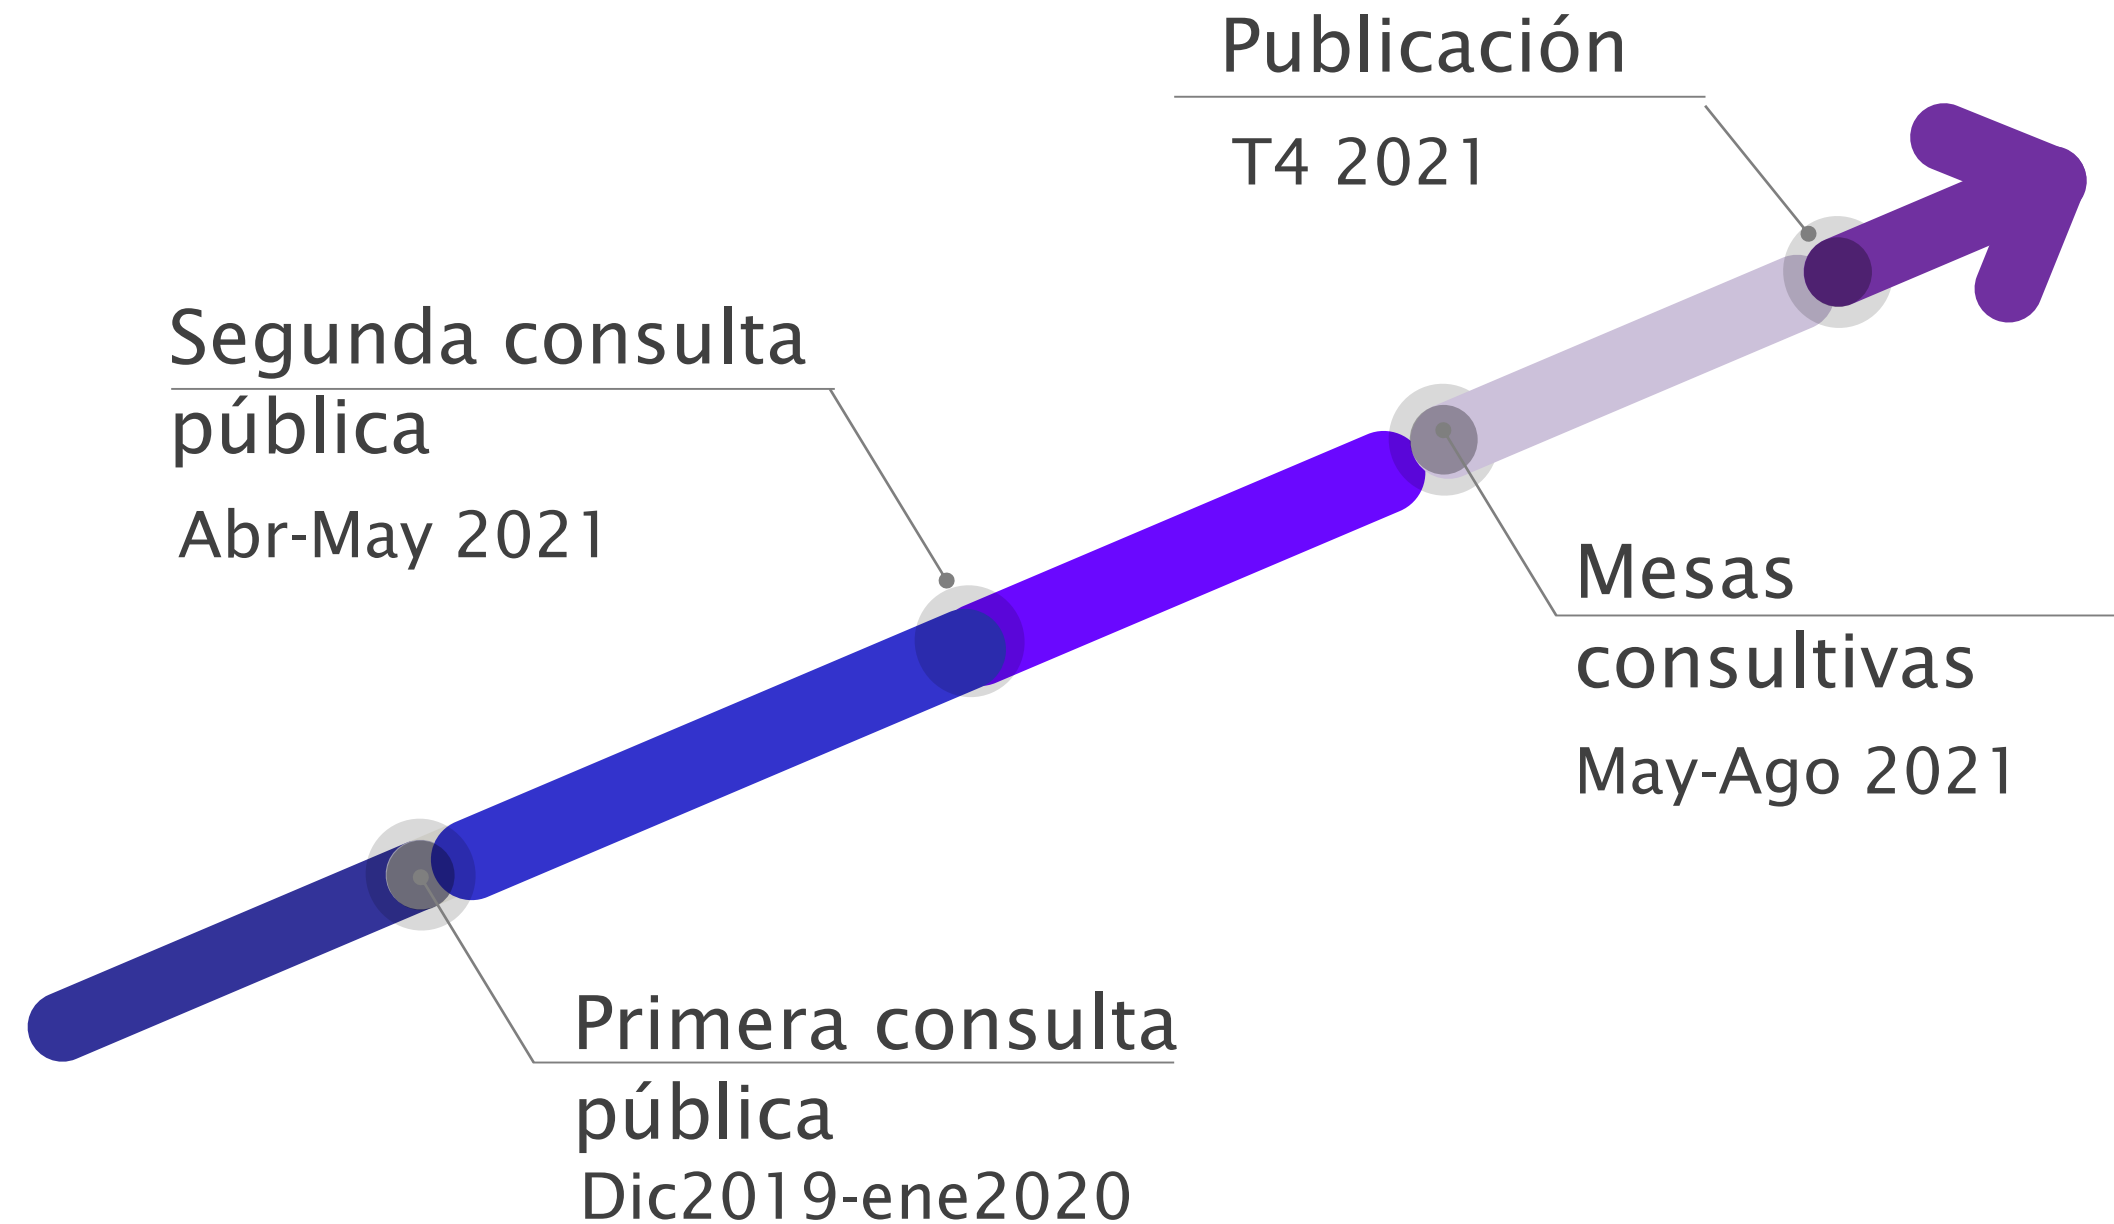 Publicación
T4 2021
Segunda consulta
pública
Abr-May 2021
Mesas
consultivas
May-Ago 2021
Primera consulta
pública
Dic2019-ene2020